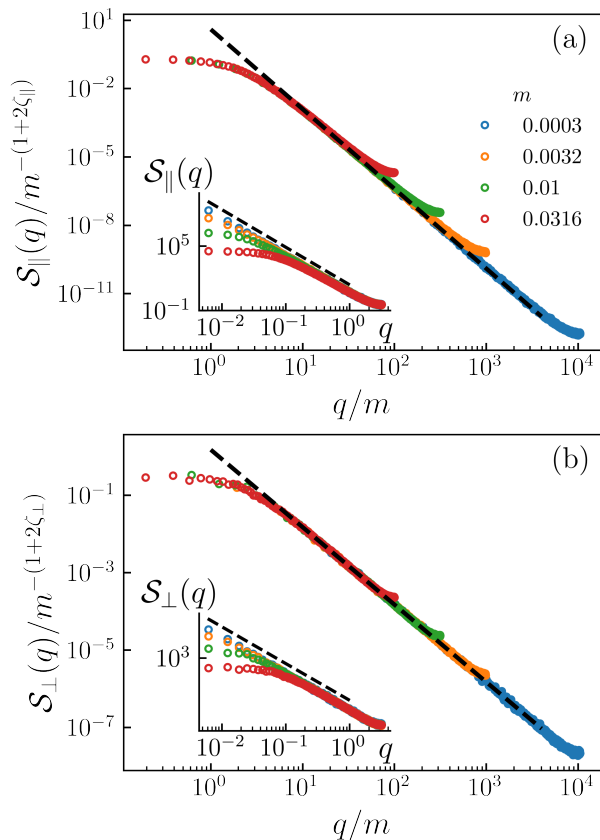 (a)
10^1
10^{-2}
10^{-5}
10^{-8}
10^{-11}
S_∥(q)/m^{-(1+2ζ_∥)}
m
0.0003
0.0032
0.01
0.0316
S_∥(q)
10^5
10^{-1}
10^{-2} 10^{-1} 10^0 q
10^0 10^1 10^2 10^3 10^4
q/m
(b)
10^{-1}
10^{-3}
10^{-5}
10^{-7}
S_⊥(q)/m^{-(1+2ζ_⊥)}
S_⊥(q)
10^3
10^{-2} 10^{-1} 10^0 q
10^0 10^1 10^2 10^3 10^4
q/m